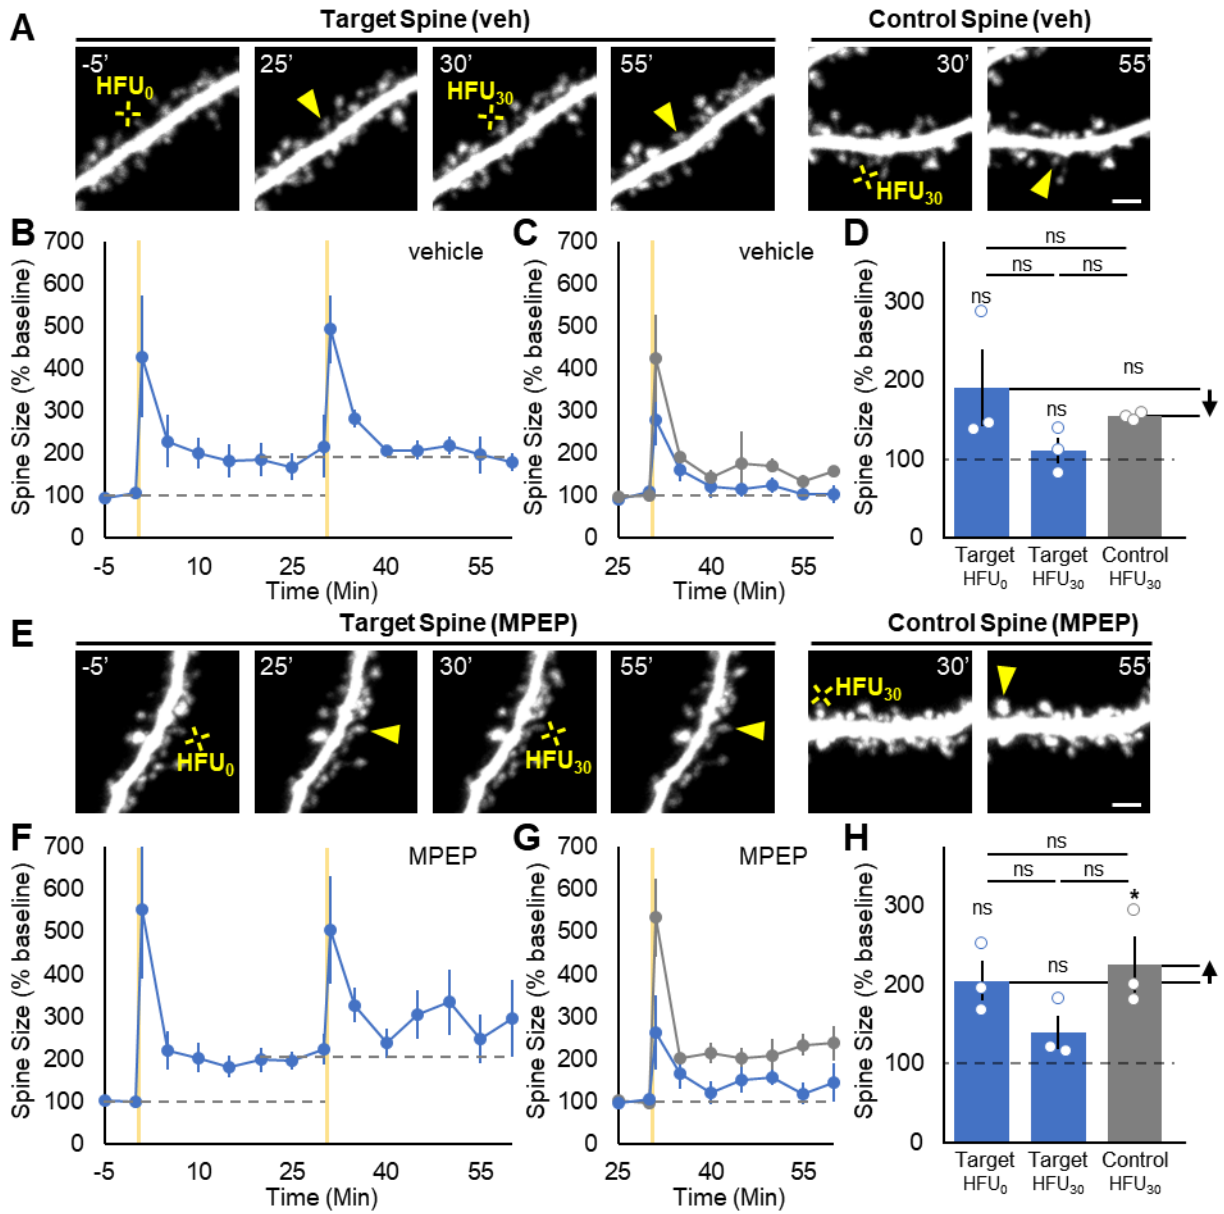 A
Target Spine (veh)
Control Spine (veh)
-5’
HFU0
25’
30’
HFU30
55’
30’
HFU30
55’
B
vehicle
Spine Size (% baseline)
700
600
500
400
300
200
100
0
-5
10
25
40
55
Time (Min)
C
vehicle
Spine Size (% baseline)
700
600
500
400
300
200
100
0
25
40
55
Time (Min)
D
Spine Size (% baseline)
300
200
100
0
ns
ns
ns
ns
ns
ns
Target
HFU0
Target
HFU30
Control
HFU30
E
Target Spine (MPEP)
Control Spine (MPEP)
-5’
HFU0
25’
30’
HFU30
55’
30’
HFU30
55’
F
MPEP
Spine Size (% baseline)
700
600
500
400
300
200
100
0
-5
10
25
40
55
Time (Min)
G
MPEP
Spine Size (% baseline)
700
600
500
400
300
200
100
0
25
40
55
Time (Min)
H
Spine Size (% baseline)
300
200
100
0
ns
ns
ns
ns
ns
*
Target
HFU0
Target
HFU30
Control
HFU30